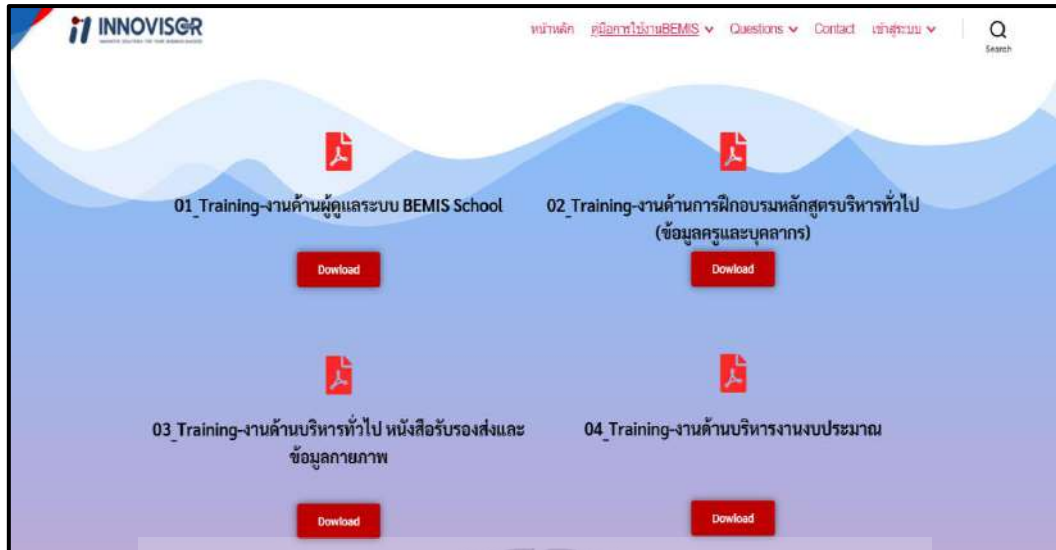 INNOVISOR
หน้าหลัก คู่มือการใช้งานBEMIS Questions Contact เข้าสู่ระบบ
Search
01_Training-งานด้านผู้ดูแลระบบ BEMIS School
02_Training-งานด้านการฝึกอบรมหลักสูตรบริหารทั่วไป
(ข้อมูลครูและบุคลากร)
Dowload
Dowload
03_Training-งานด้านบริหารทั่วไป หนังสือรับรองส่งและ
ข้อมูลกายภาพ
04_Training-งานด้านบริหารงานงบประมาณ
Dowload
Dowload